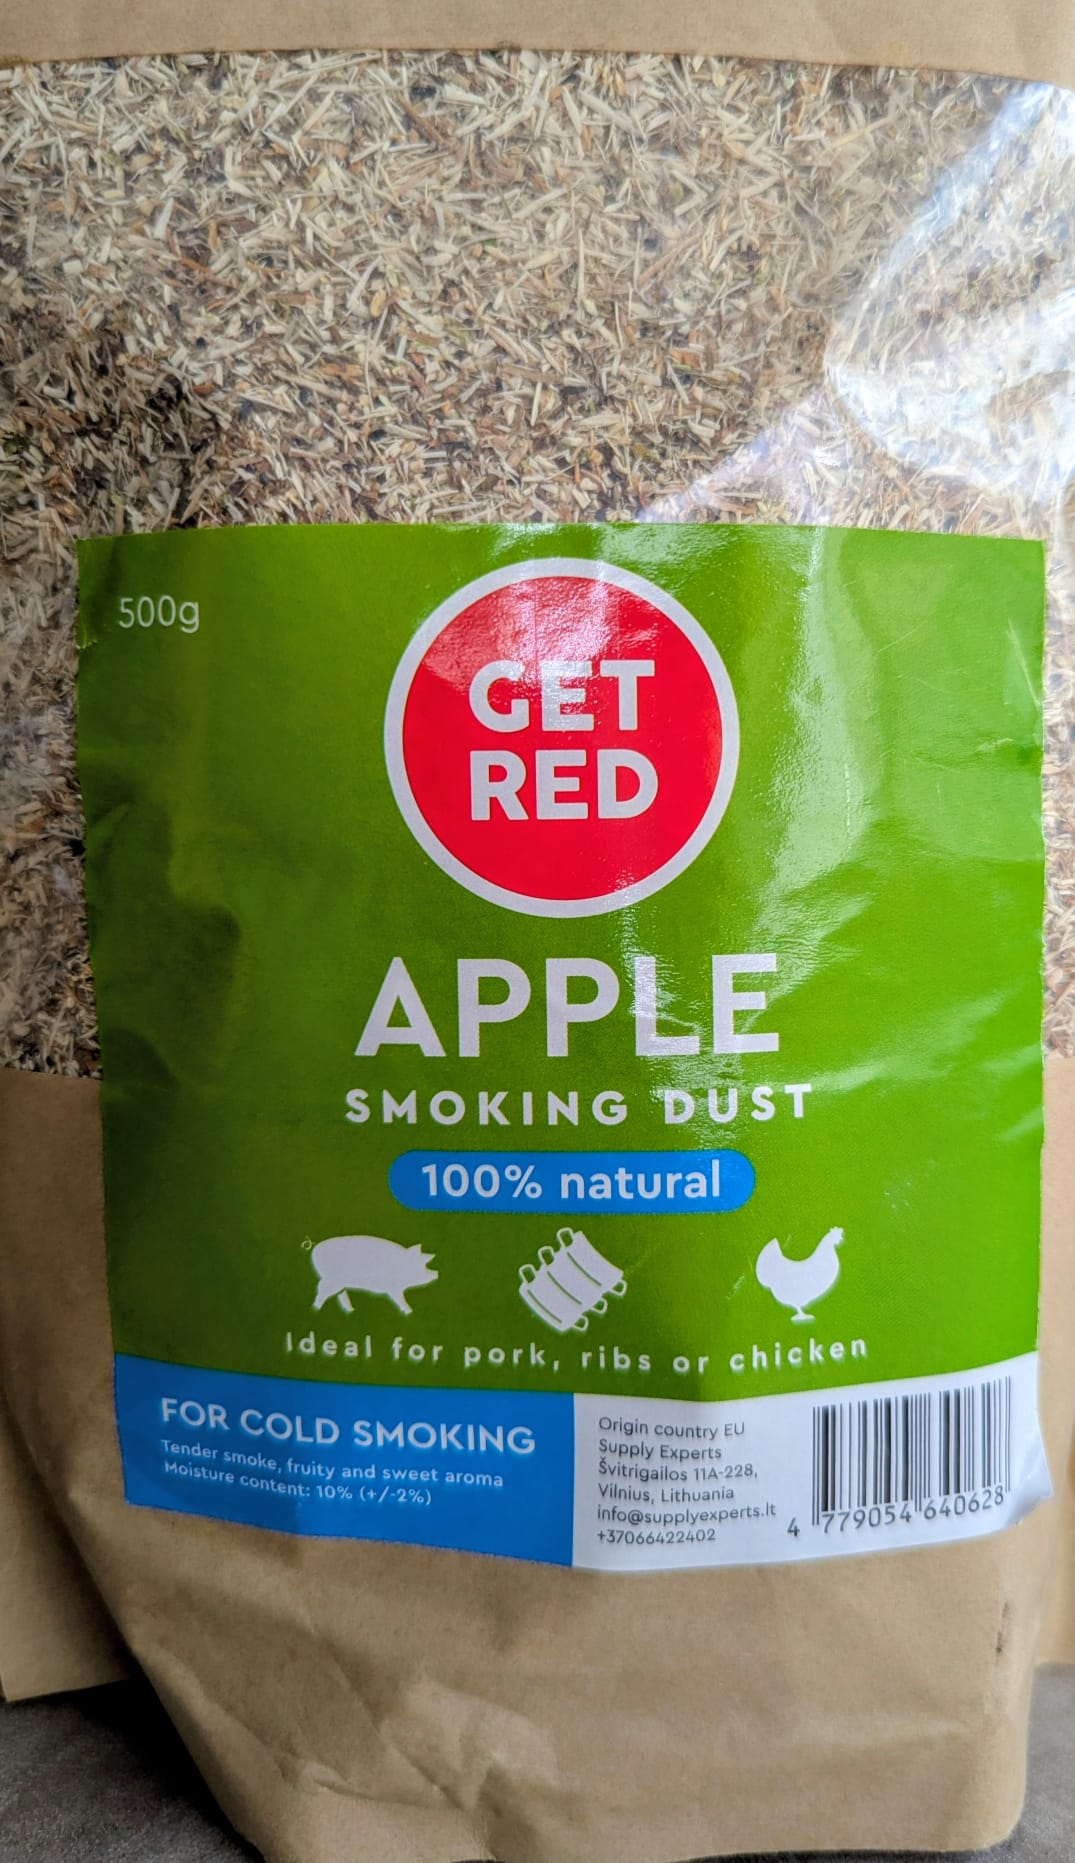 500g
GET
RED
APPLE
SMOKING DUST
100% natural
Ideal for pork, ribs or chicken
FOR COLD SMOKING
Tender smoke, fruity and sweet aroma
Moisture content: 10% (+/-2%)
Origin country EU
Supply Experts
Švitrigailos 11A-228,
Vilnius, Lithuania
info@supplyexperts.lt
+37066422402
4 779054 640628